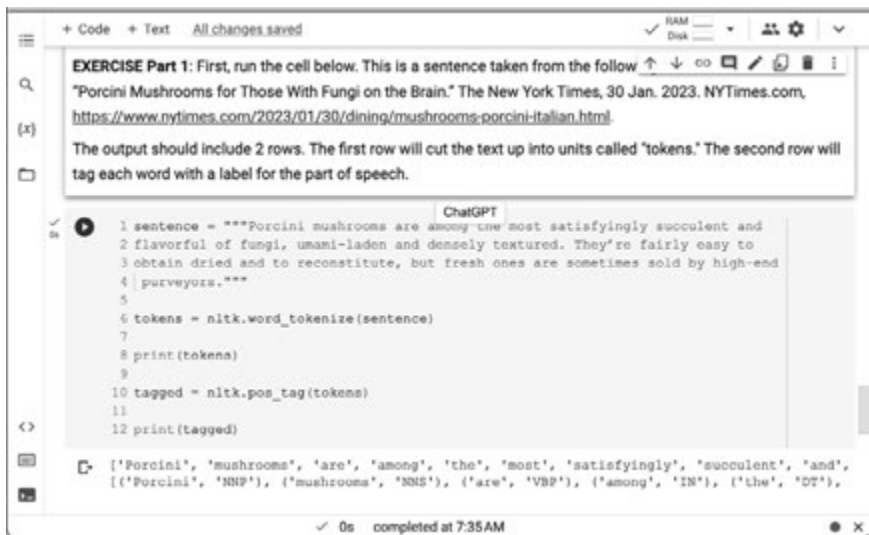 + Code + Text All changes saved
RAM
Disk
EXERCISE Part 1: First, run the cell below. This is a sentence taken from the follow
"Porcini Mushrooms for Those With Fungi on the Brain." The New York Times, 30 Jan. 2023. NYTimes.com,
https://www.nytimes.com/2023/01/30/dining/mushrooms-porcini-italian.html.
The output should include 2 rows. The first row will cut the text up into units called "tokens." The second row will
tag each word with a label for the part of speech.
{x}
ChatGPT
0s
1 sentence = """Porcini mushrooms are among the most satisfyingly succulent and
2 flavorful of fungi, umami-laden and densely textured. They're fairly easy to
3 obtain dried and to reconstitute, but fresh ones are sometimes sold by high-end
4 purveyors."""
5
6 tokens = nltk.word_tokenize(sentence)
7
8 print(tokens)
9
10 tagged = nltk.pos_tag(tokens)
11
12 print(tagged)
['Porcini', 'mushrooms', 'are', 'among', 'the', 'most', 'satisfyingly', 'succulent', 'and',
[('Porcini', 'NNP'), ('mushrooms', 'NNS'), ('are', 'VBP'), ('among', 'IN'), ('the', 'DT'),
0s completed at 7:35 AM